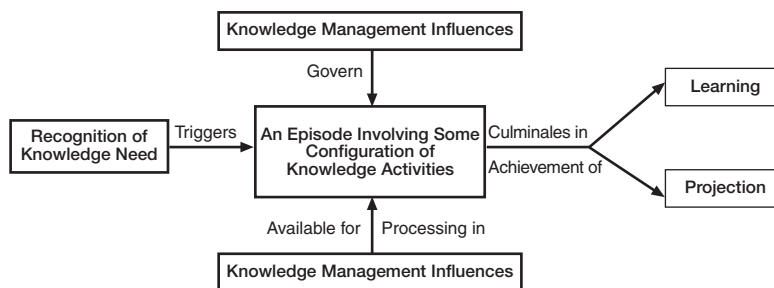 Knowledge Management Influences
Govern
Learning
Recognition of
Knowledge Need
Triggers
An Episode Involving Some
Configuration of
Knowledge Activities
Culminales in
Achievement of
Projection
Available for
Processing in
Knowledge Management Influences